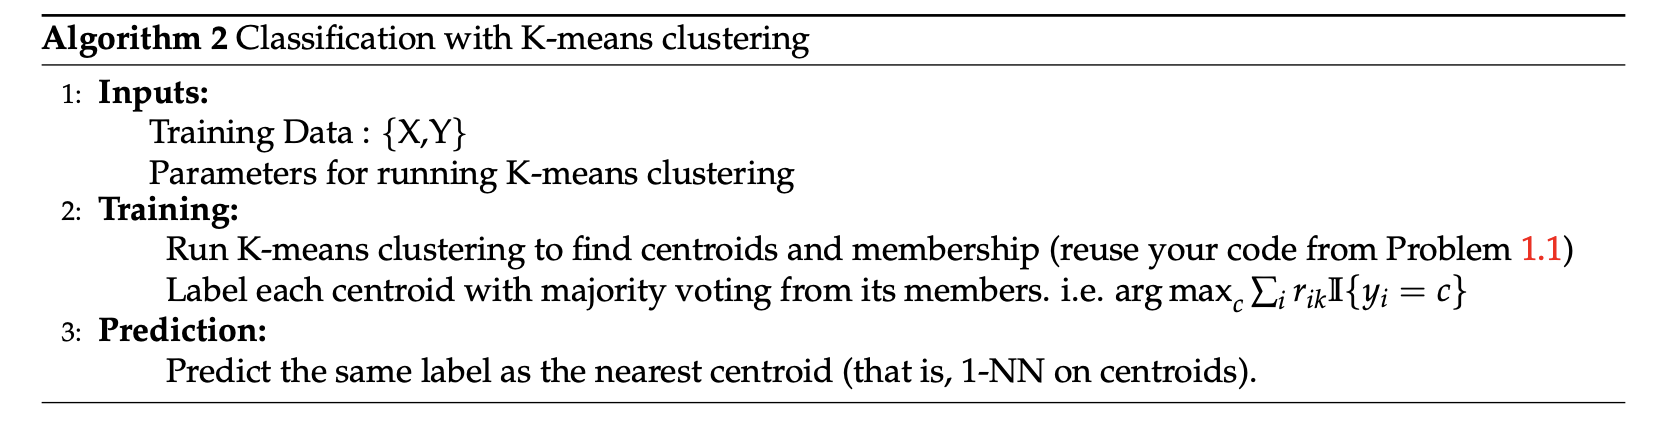 Algorithm 2 Classification with K-means clustering
1: Inputs:
Training Data : {X,Y}
Parameters for running K-means clustering
2: Training:
Run K-means clustering to find centroids and membership (reuse your code from Problem 1.1)
Label each centroid with majority voting from its members. i.e. arg max_c ∑_i r_{ik} 𝕀{y_i = c}
3: Prediction:
Predict the same label as the nearest centroid (that is, 1-NN on centroids).